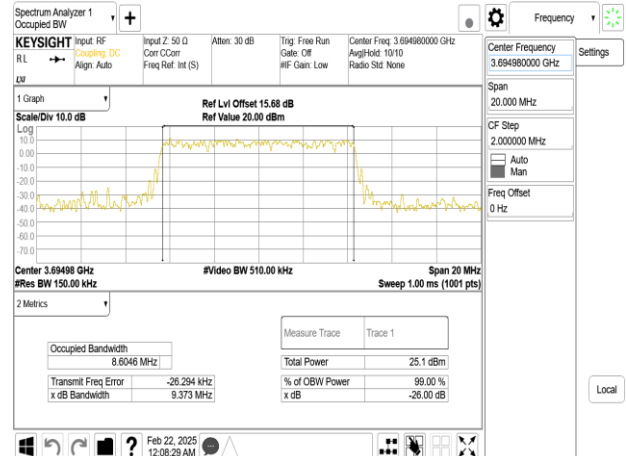 Spectrum Analyzer 1
Occupied BW
▼
+
Frequency
▼
KEYSIGHT
RL
Input: RF
Coupling: DC
Align: Auto
Input Z: 50 Ω
Corr CCorr
Freq Ref: Int (S)
Atten: 30 dB
Trig: Free Run
Gate: Off
#IF Gain: Low
Center Freq: 3.694980000 GHz
Avg|Hold: 10/10
Radio Std: None
Center Frequency
3.694980000 GHz
Settings
Span
20.000 MHz
CF Step
2.000000 MHz
Auto
Man
Freq Offset
0 Hz
Local
1 Graph
Scale/Div 10.0 dB
Ref Lvl Offset 15.68 dB
Ref Value 20.00 dBm
Log
10.0
0.00
-10.0
-20.0
-30.0
-40.0
-50.0
-60.0
-70.0
Center 3.69498 GHz
#Video BW 510.00 kHz
Span 20 MHz
#Res BW 150.00 kHz
Sweep 1.00 ms (1001 pts)
2 Metrics
Measure Trace Trace 1
Occupied Bandwidth
8.6046 MHz
Total Power 25.1 dBm
Transmit Freq Error -26.294 kHz
% of OBW Power 99.00 %
x dB Bandwidth 9.373 MHz
x dB -26.00 dB
?
Feb 22, 2025
12:08:29 AM